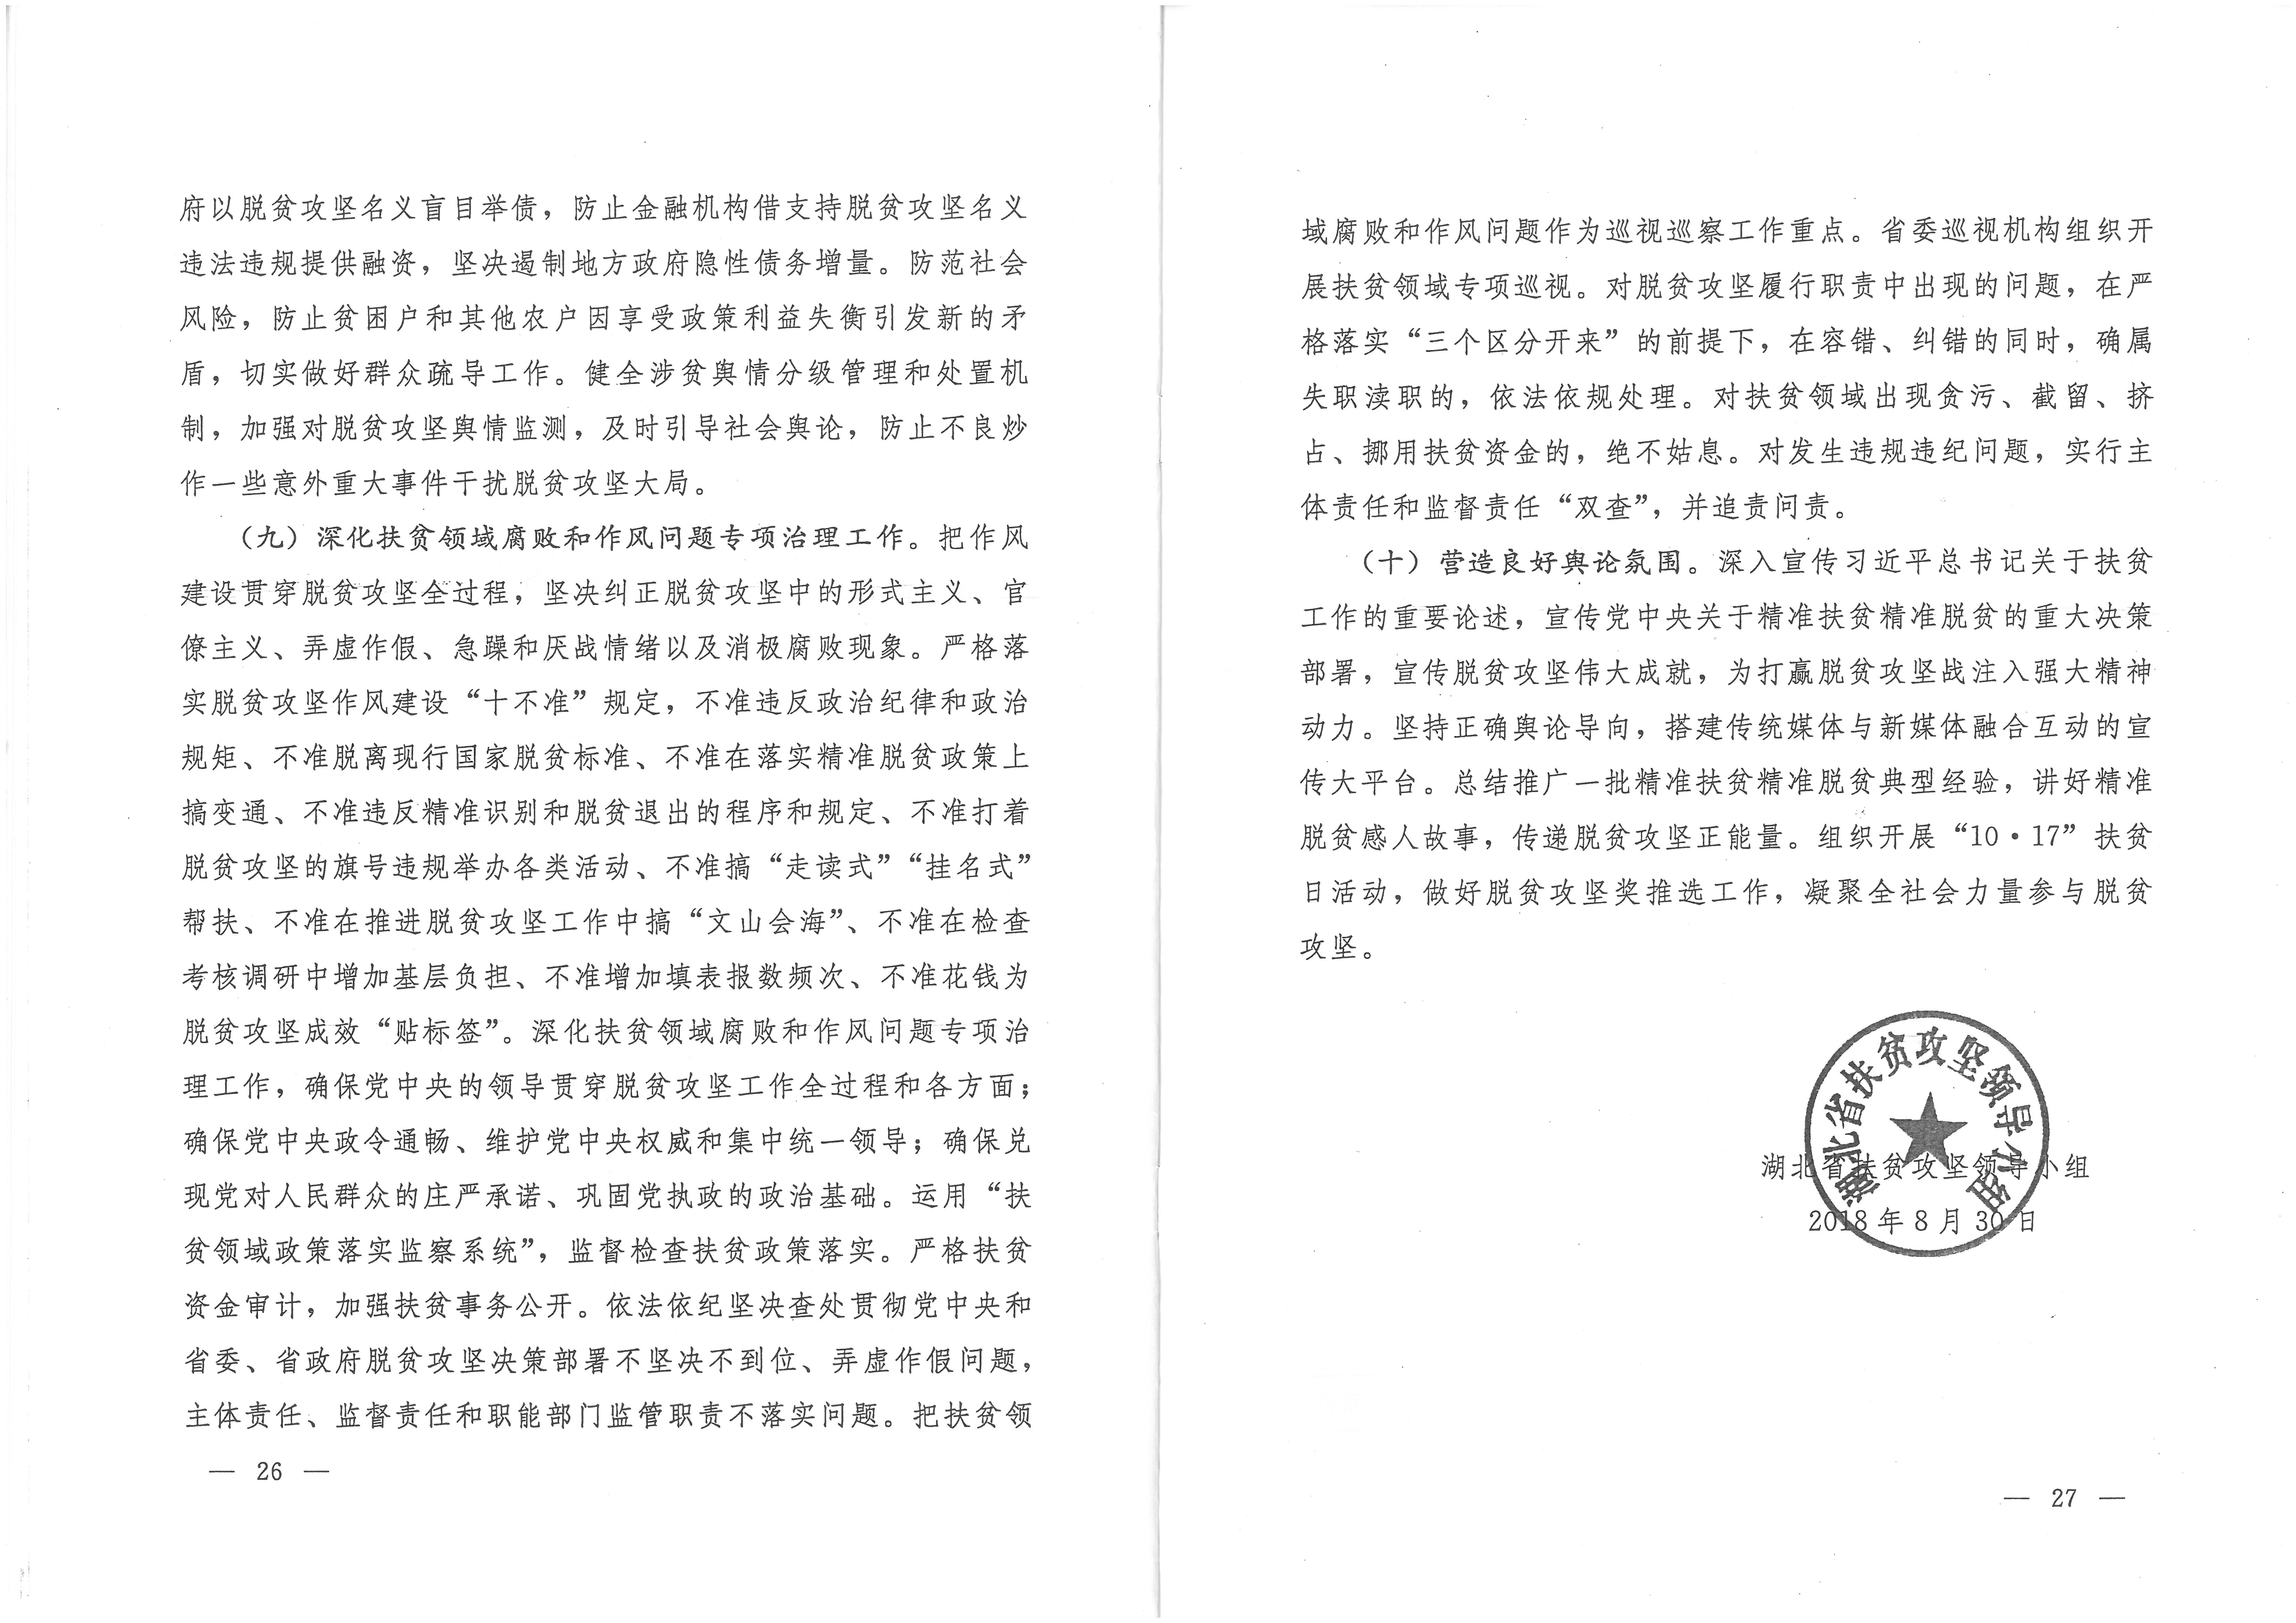 府以脱贫攻坚名义盲目举债，防止金融机构借支持脱贫攻坚名义
违法违规提供融资，坚决遏制地方政府隐性债务增量。防范社会
风险，防止贫困户和其他农户因享受政策利益失衡引发新的矛
盾，切实做好群众疏导工作。健全涉贫舆情分级管理和处置机
制，加强对脱贫攻坚舆情监测，及时引导社会舆论，防止不良炒
作一些意外重大事件干扰脱贫攻坚大局。
（九）深化扶贫领域腐败和作风问题专项治理工作。把作风
建设贯穿脱贫攻坚全过程，坚决纠正脱贫攻坚中的形式主义、官
僚主义、弄虚作假、急躁和厌战情绪以及消极腐败现象。严格落
实脱贫攻坚作风建设“十不准”规定，不准违反政治纪律和政治
规矩、不准脱离现行国家脱贫标准、不准在落实精准脱贫政策上
搞变通、不准违反精准识别和脱贫退出的程序和规定、不准打着
脱贫攻坚的旗号违规举办各类活动、不准搞“走读式”“挂名式”
帮扶、不准在推进脱贫攻坚工作中搞“文山会海”、不准在检查
考核调研中增加基层负担、不准增加填表报数频次、不准花钱为
脱贫攻坚成效“贴标签”。深化扶贫领域腐败和作风问题专项治
理工作，确保党中央的领导贯穿脱贫攻坚工作全过程和各方面；
确保党中央政令通畅、维护党中央权威和集中统一领导；确保兑
现党对人民群众的庄严承诺、巩固党执政的政治基础。运用“扶
贫领域政策落实监察系统”，监督检查扶贫政策落实。严格扶贫
资金审计，加强扶贫事务公开。依法依纪坚决查处贯彻党中央和
省委、省政府脱贫攻坚决策部署不坚决不到位、弄虚作假问题，
主体责任、监督责任和职能部门监管职责不落实问题。把扶贫领
— 26 —
域腐败和作风问题作为巡视巡察工作重点。省委巡视机构组织开
展扶贫领域专项巡视。对脱贫攻坚履行职责中出现的问题，在严
格落实“三个区分开来”的前提下，在容错、纠错的同时，确属
失职渎职的，依法依规处理。对扶贫领域出现贪污、截留、挤
占、挪用扶贫资金的，绝不姑息。对发生违规违纪问题，实行主
体责任和监督责任“双查”，并追责问责。
（十）营造良好舆论氛围。深入宣传习近平总书记关于扶贫
工作的重要论述，宣传党中央关于精准扶贫精准脱贫的重大决策
部署，宣传脱贫攻坚伟大成就，为打赢脱贫攻坚战注入强大精神
动力。坚持正确舆论导向，搭建传统媒体与新媒体融合互动的宣
传大平台。总结推广一批精准扶贫精准脱贫典型经验，讲好精准
脱贫感人故事，传递脱贫攻坚正能量。组织开展“10·17”扶贫
日活动，做好脱贫攻坚奖推选工作，凝聚全社会力量参与脱贫
攻坚。
湖北省扶贫攻坚领导小组
湖北省扶贫攻坚领导小组
2018年8月30日
— 27 —